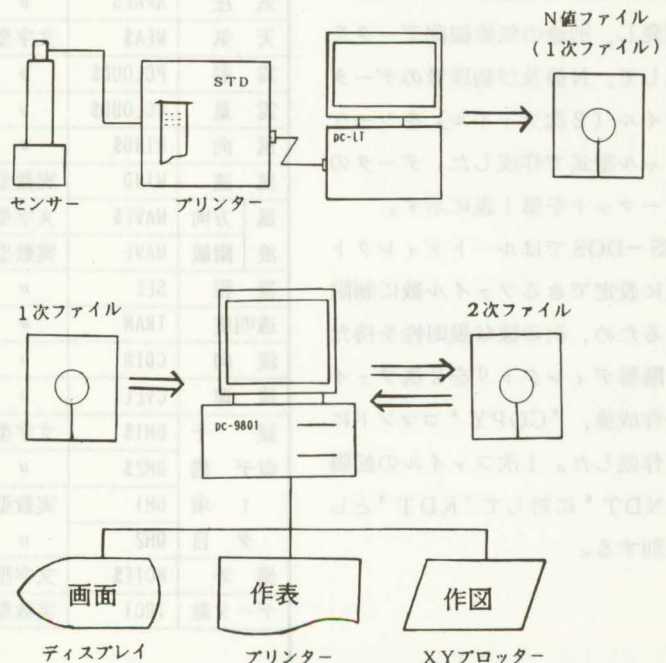 N値ファイル
(1次ファイル)
STD
pc-LT
センサー
プリンター
1次ファイル
2次ファイル
pc-9801
画面
作表
作図
ディスプレイ
プリンター
XYプロッター